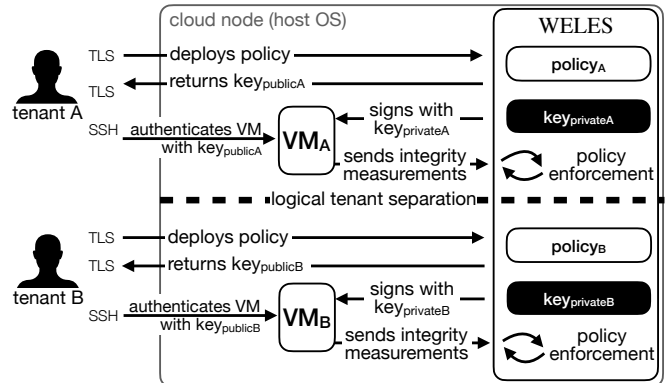 cloud node (host OS)
WELES
TLS
deploys policy
policyA
TLS
returns keypublicA
tenant A
signs with
keyprivateA
keyprivateA
SSH
authenticates VM
with keypublicA
VMA
sends integrity
measurements
policy
enforcement
logical tenant separation
TLS
deploys policy
policyB
TLS
returns keypublicB
tenant B
signs with
keyprivateB
keyprivateB
SSH
authenticates VM
with keypublicB
VMB
sends integrity
measurements
policy
enforcement